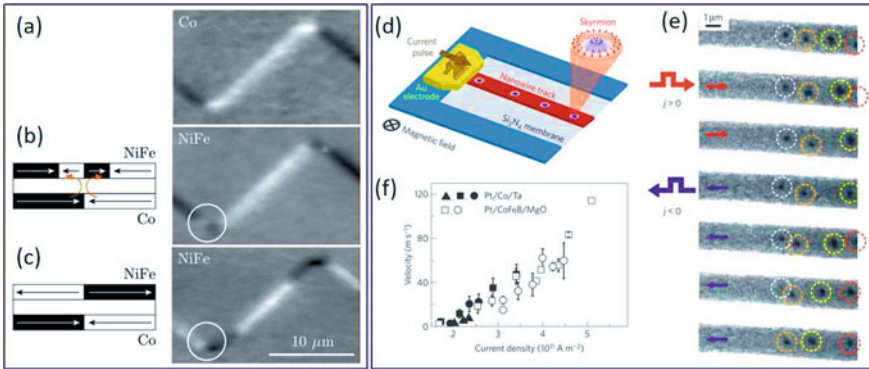 (a)
Co
(b)
NiFe
Co
NiFe
(c)
NiFe
Co
10 μm
(d)
Current
pulse
Au
electrode
Skyrmion
Nanowire track
Si₃N₄ membrane
Magnetic field
(f)
Pt/Co/Ta
Pt/CoFeB/MgO
Velocity (m s⁻¹)
120
80
40
0
2
3
4
5
Current density (10¹¹ A m⁻²)
(e)
1 μm
j > 0
j < 0